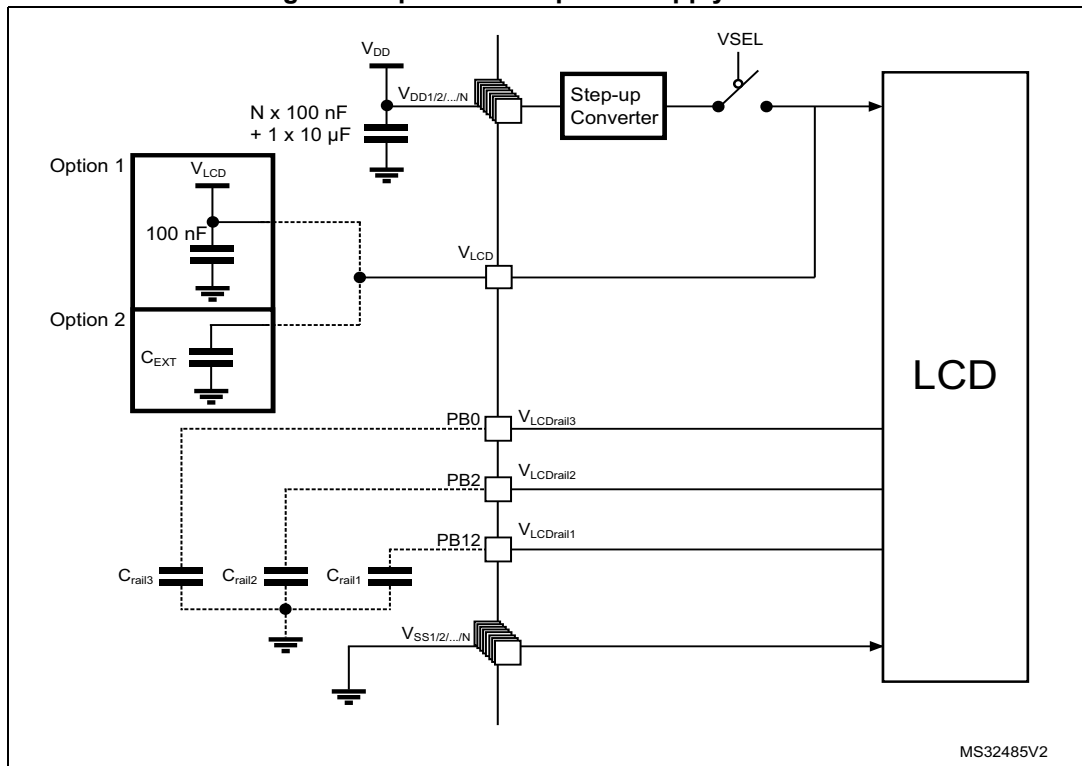 VSEL
VDD
VDD1/2/.../N
Step-up
Converter
N x 100 nF
+ 1 x 10 µF
Option 1
VLCD
100 nF
VLCD
Option 2
CEXT
LCD
PB0
VLCDrail3
PB2
VLCDrail2
PB12
VLCDrail1
Crail3
Crail2
Crail1
VSS1/2/.../N
MS32485V2